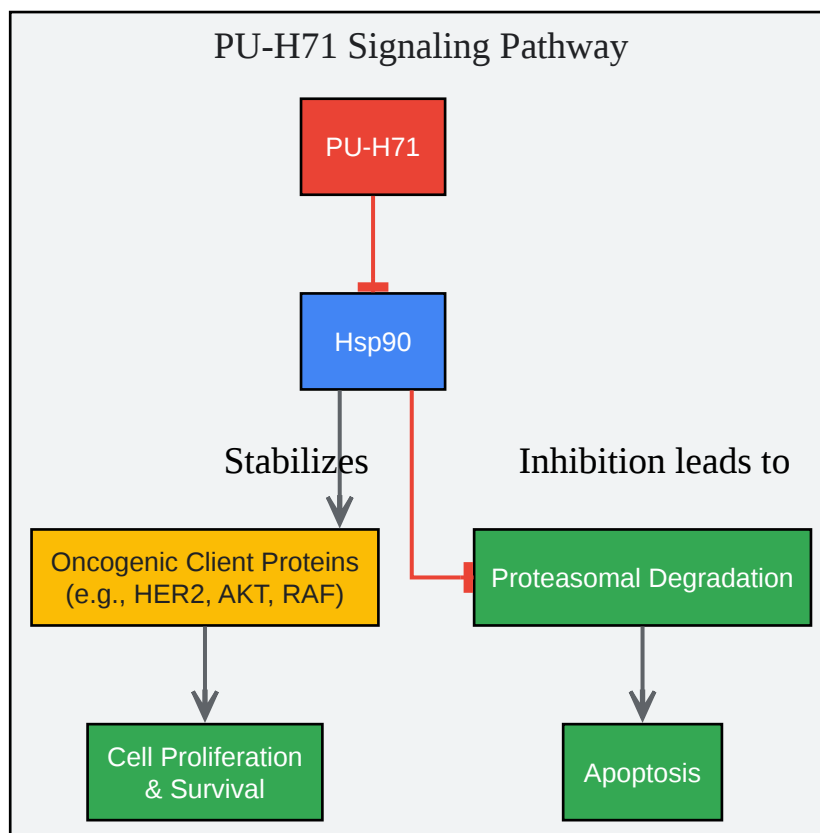 PU-H71 Signaling Pathway
PU-H71
Hsp90
Stabilizes
Inhibition leads to
Oncogenic Client Proteins
(e.g., HER2, AKT, RAF)
Proteasomal Degradation
Cell Proliferation
& Survival
Apoptosis